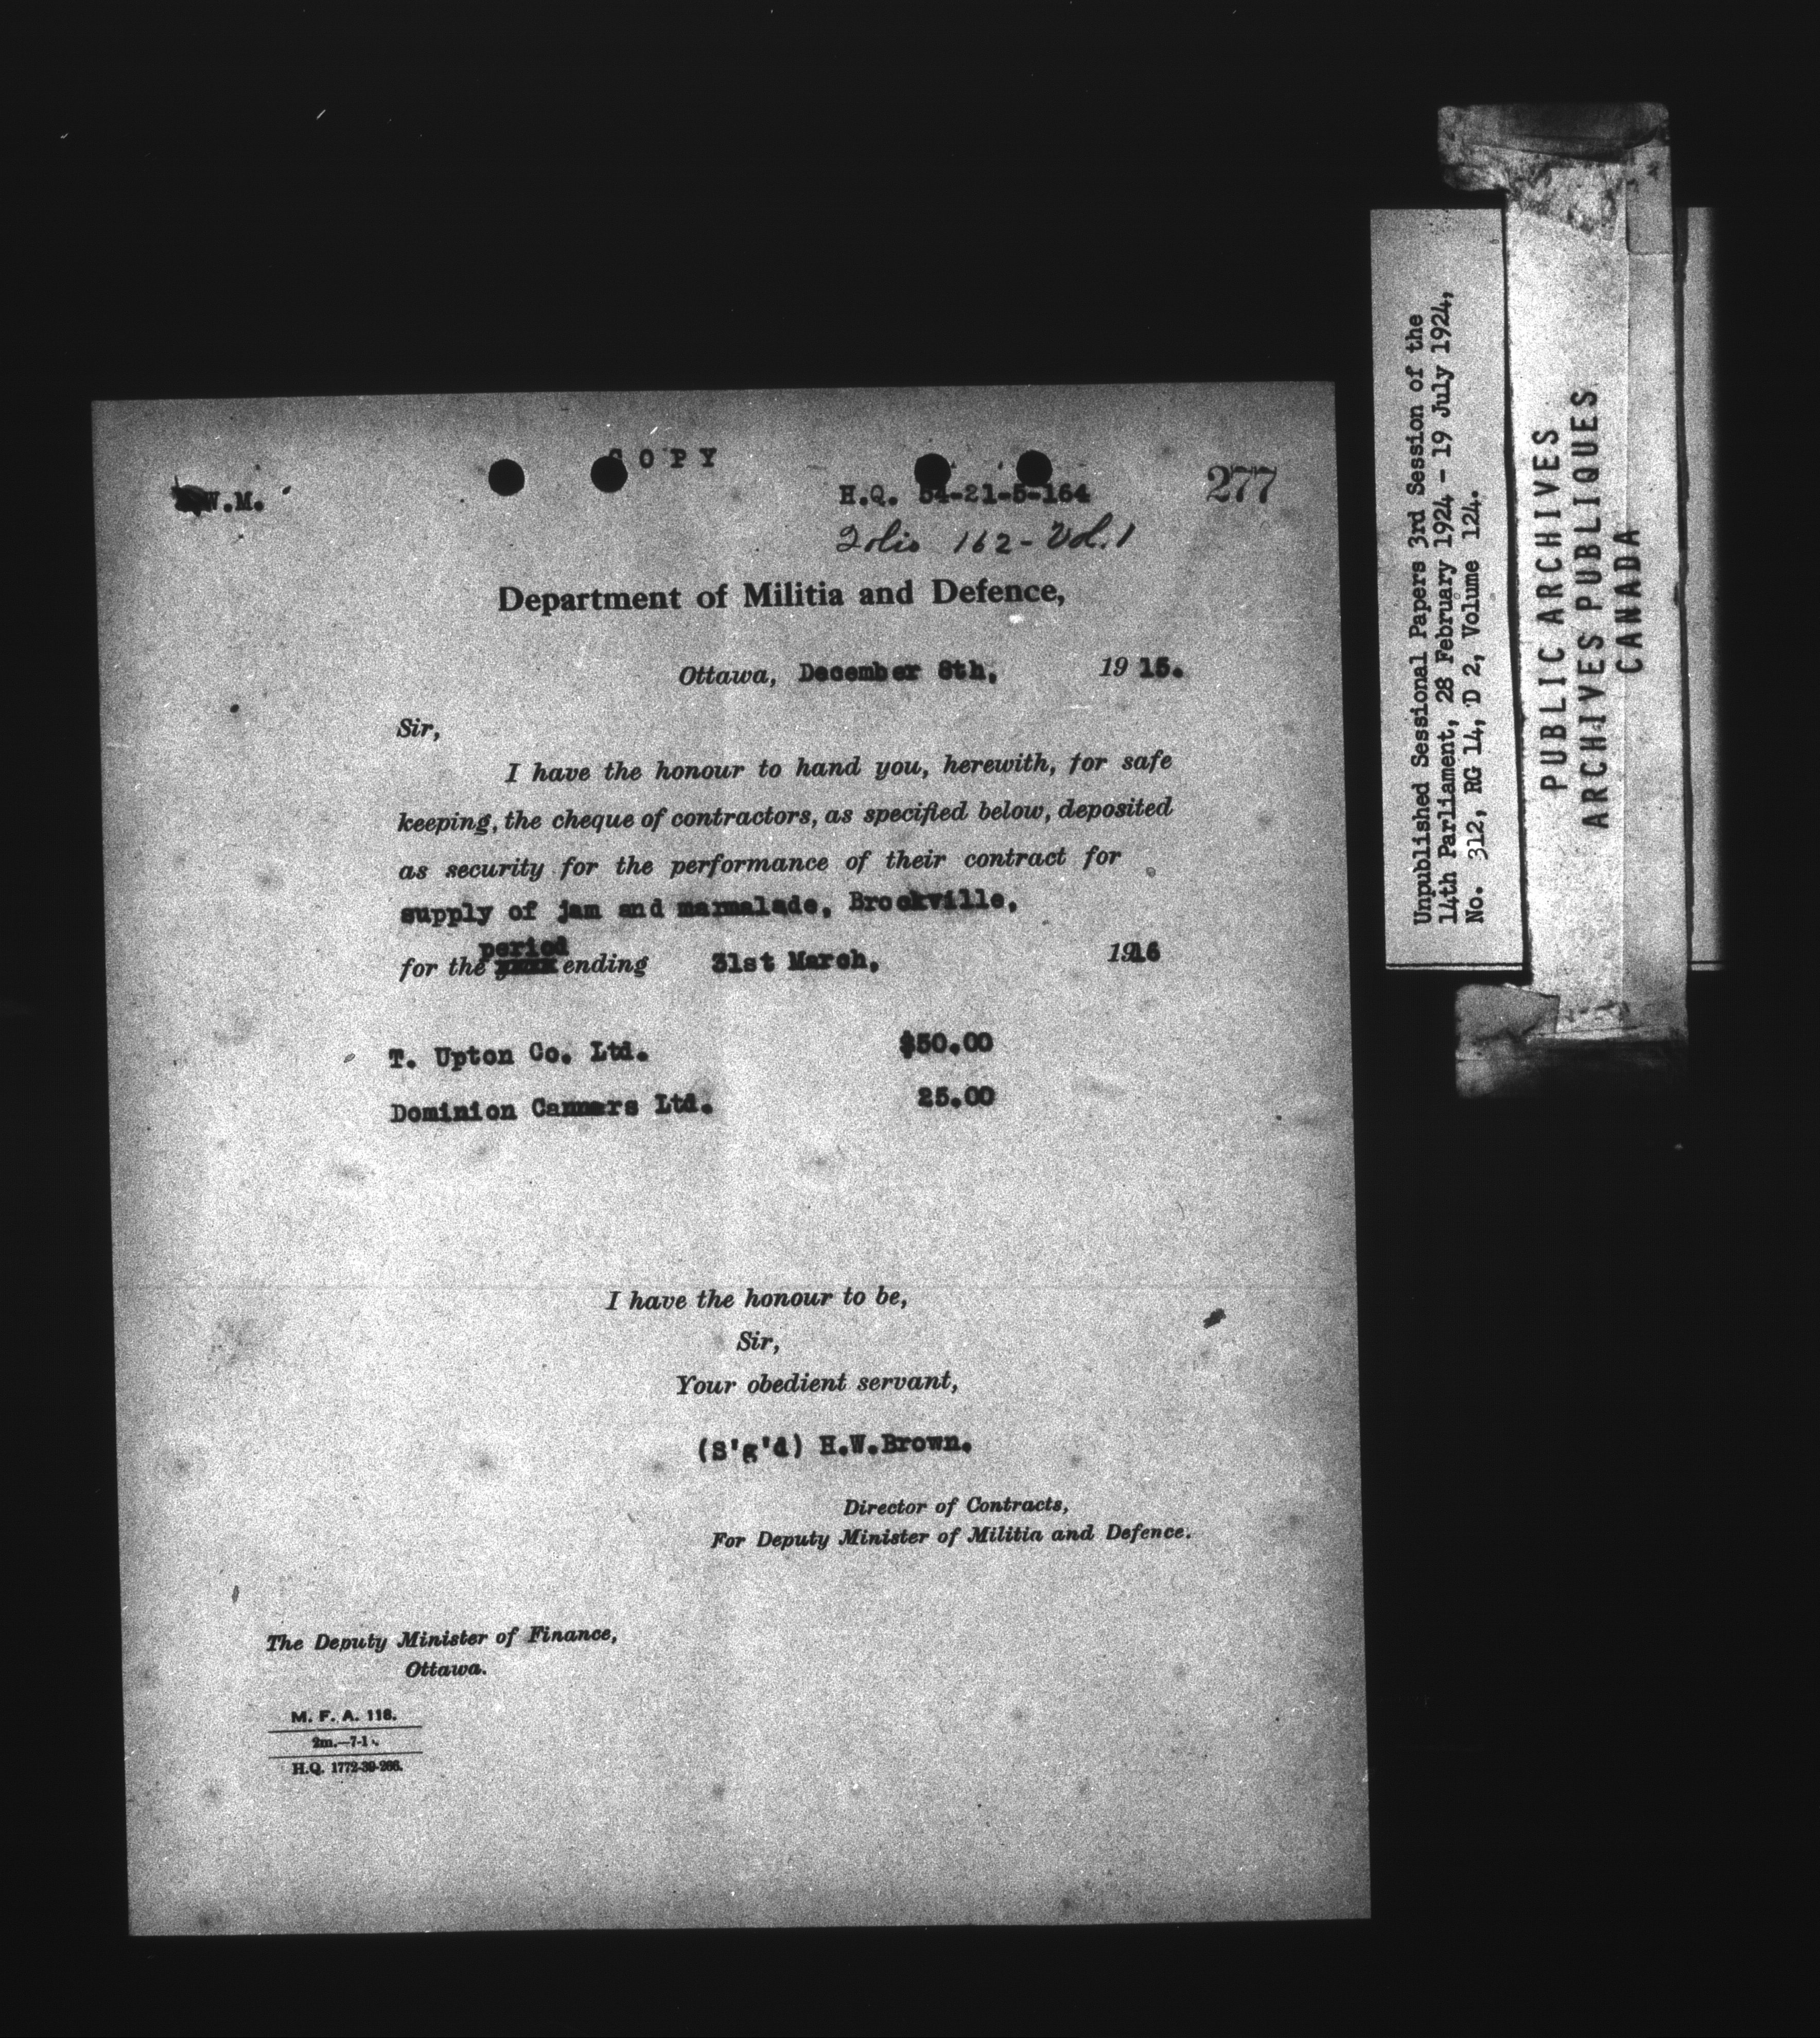 COPY
W.M.
H.Q. 54-21-5-164
277
Folio 162 - Vol. 1
Department of Militia and Defence,
Ottawa, December 8th, 1915.
Sir,
I have the honour to hand you, herewith, for safe
keeping, the cheque of contractors, as specified below, deposited
as security for the performance of their contract for
supply of jam and marmalade, Brockville,
period
for the ending 31st March, 1916
T. Upton Co. Ltd. $50.00
Dominion Canners Ltd. 25.00
I have the honour to be,
Sir,
Your obedient servant,
(S'g'd) H.W.Brown.
Director of Contracts,
For Deputy Minister of Militia and Defence.
The Deputy Minister of Finance,
Ottawa.
M. F. A. 118.
2m.—7-1
H.Q. 1772-39-266.
Unpublished Sessional Papers 3rd Session of the
14th Parliament, 28 February 1924 - 19 July 1924,
No. 312, RG 14, D 2, Volume 124.
PUBLIC ARCHIVES
ARCHIVES PUBLIQUES
CANADA